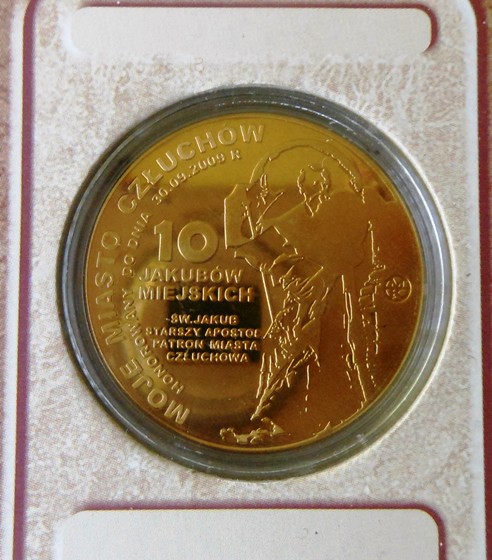 MOJE MIASTO CZŁUCHÓW
HONOROWANY DO DNIA 30.09.2009 R
10
JAKUBÓW
MIEJSKICH
-ŚW.JAKUB
STARSZY APOSTOŁ
PATRON MIASTA
CZŁUCHOWA